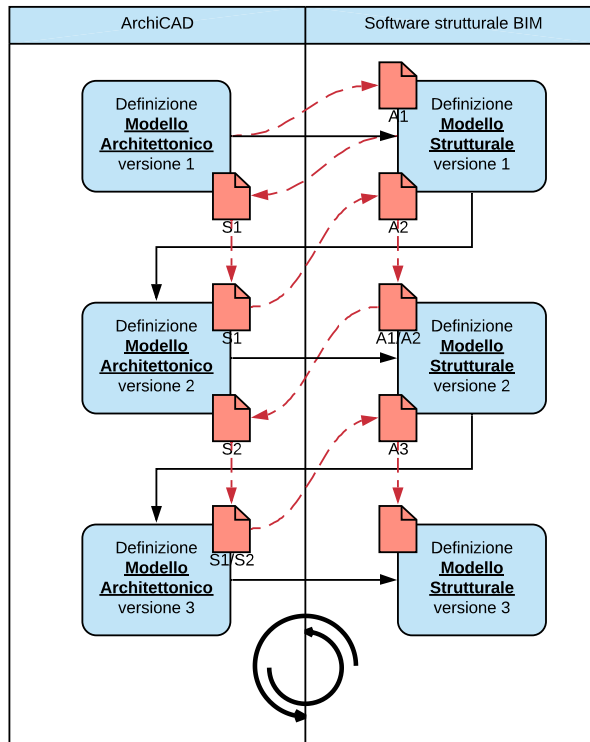 ArchiCAD
Software strutturale BIM
A1
Definizione
Modello
Architettonico
versione 1
Definizione
Modello
Strutturale
versione 1
S1
A2
S1
A1/A2
Definizione
Modello
Architettonico
versione 2
Definizione
Modello
Strutturale
versione 2
S2
A3
S1/S2
Definizione
Modello
Architettonico
versione 3
Definizione
Modello
Strutturale
versione 3